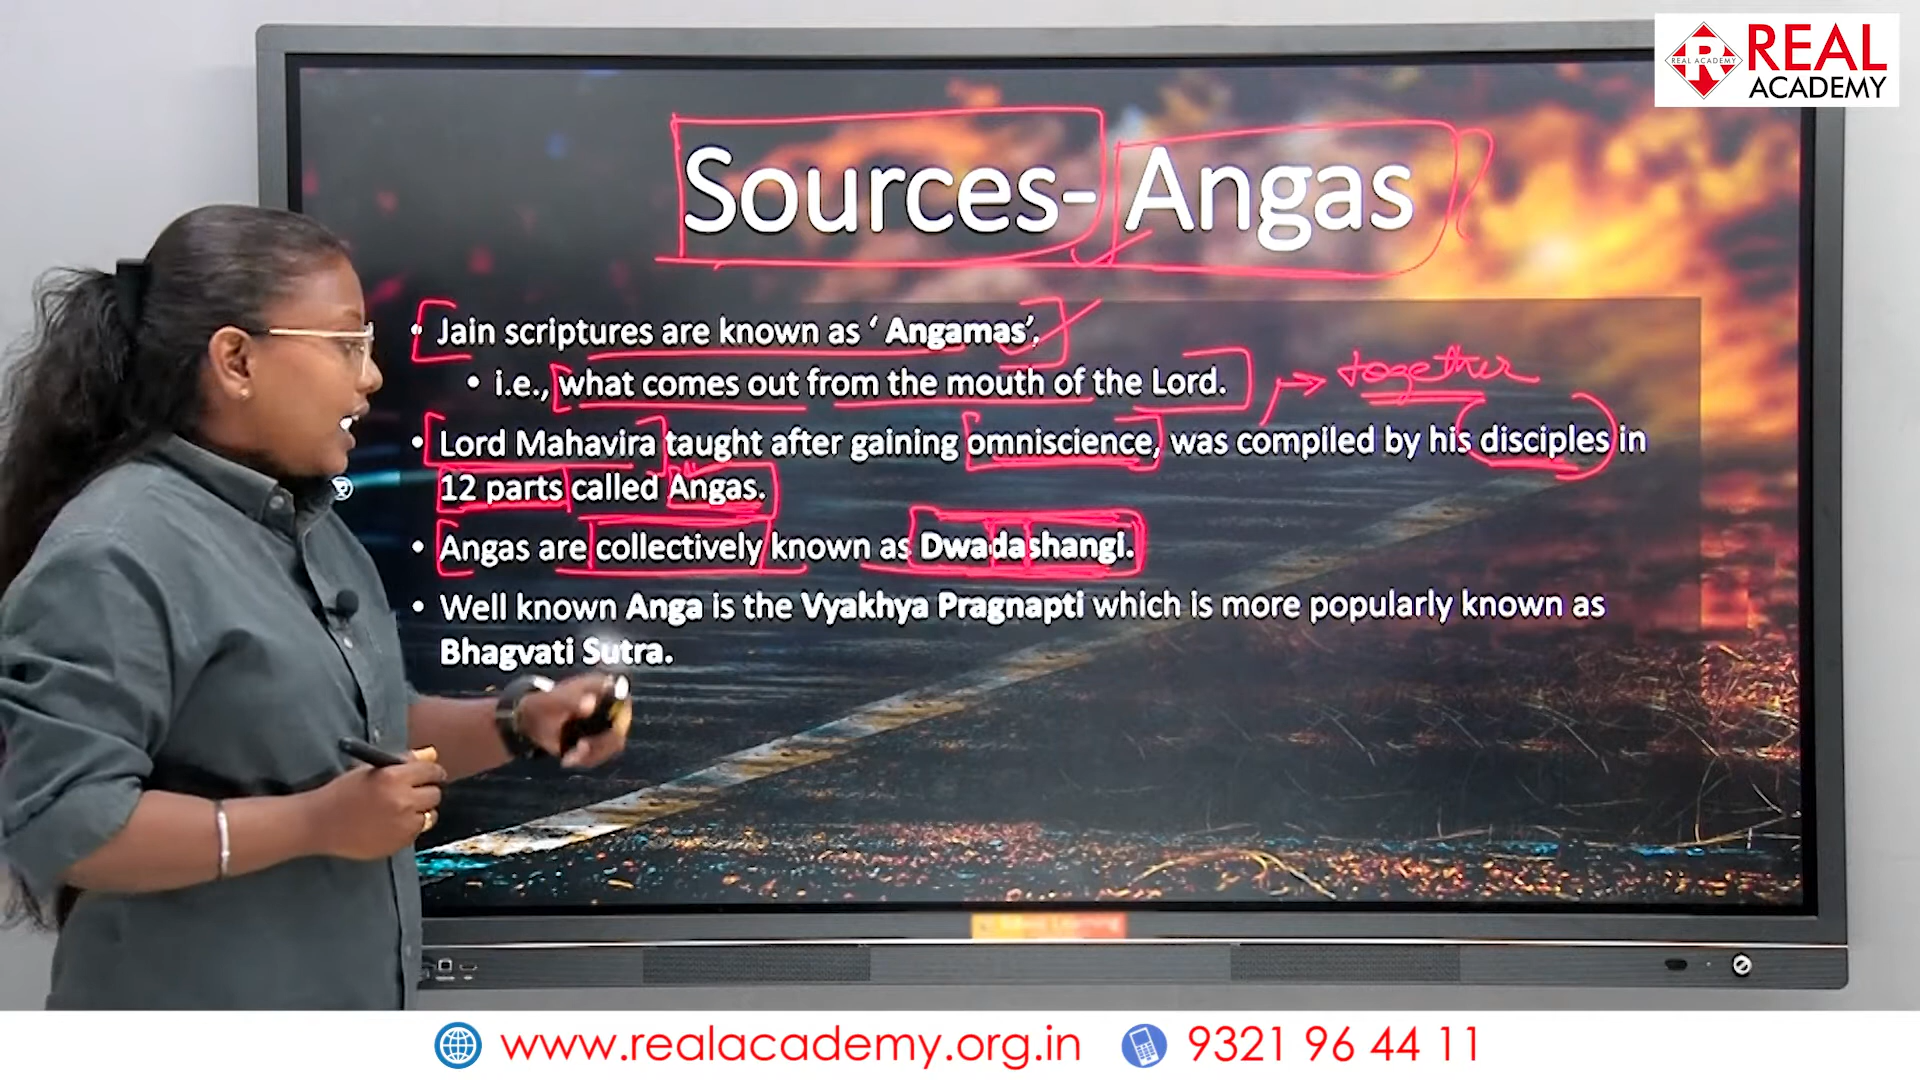 REAL ACADEMY
REAL
ACADEMY
Sources- Angas
• Jain scriptures are known as ‘ Angamas’,
• i.e., what comes out from the mouth of the Lord.
together
• Lord Mahavira taught after gaining omniscience, was compiled by his disciples in
12 parts called Angas.
• Angas are collectively known as Dwadashangi.
• Well known Anga is the Vyakhya Pragnapti which is more popularly known as
Bhagvati Sutra.
www.realacademy.org.in 9321 96 44 11